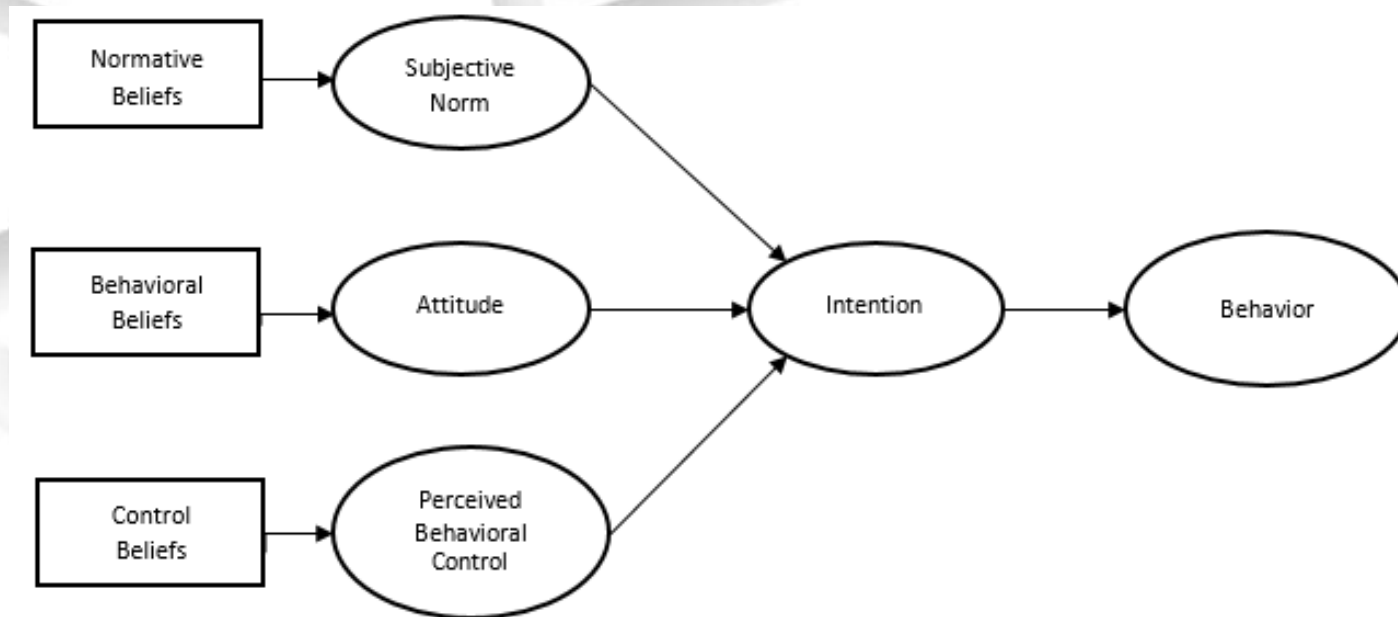 Normative
Beliefs
Subjective
Norm
Behavioral
Beliefs
Attitude
Intention
Behavior
Control
Beliefs
Perceived
Behavioral
Control